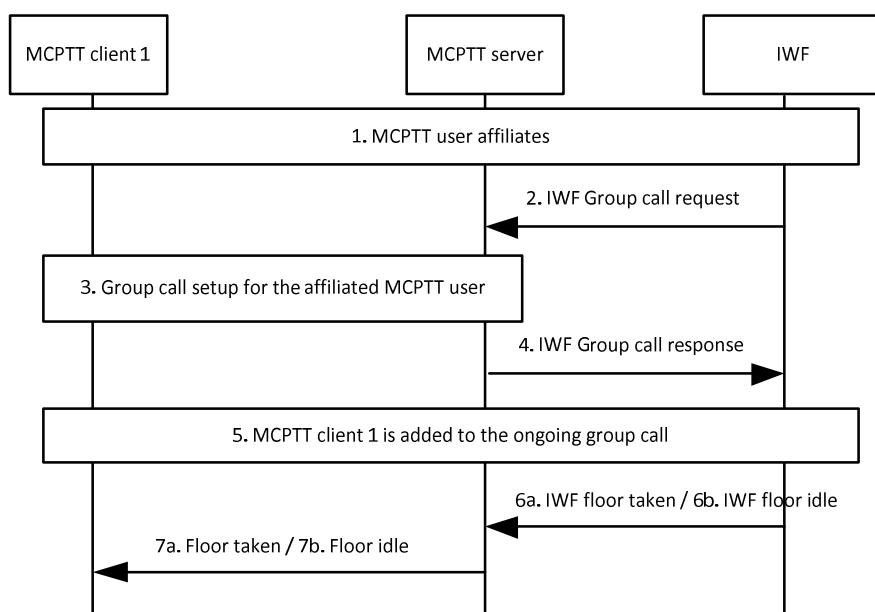 MCPTT client 1
MCPTT server
IWF
1. MCPTT user affiliates
2. IWF Group call request
3. Group call setup for the affiliated MCPTT user
4. IWF Group call response
5. MCPTT client 1 is added to the ongoing group call
6a. IWF floor taken / 6b. IWF floor idle
7a. Floor taken / 7b. Floor idle